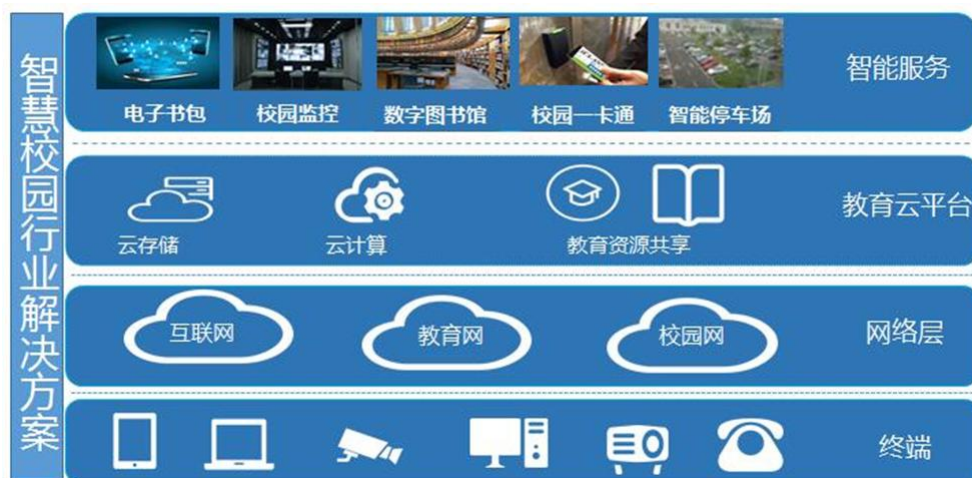 智慧校园行业解决方案
电子书包 校园监控 数字图书馆 校园一卡通 智能停车场
智能服务
云存储 云计算 教育资源共享
教育云平台
互联网 教育网 校园网
网络层
终端